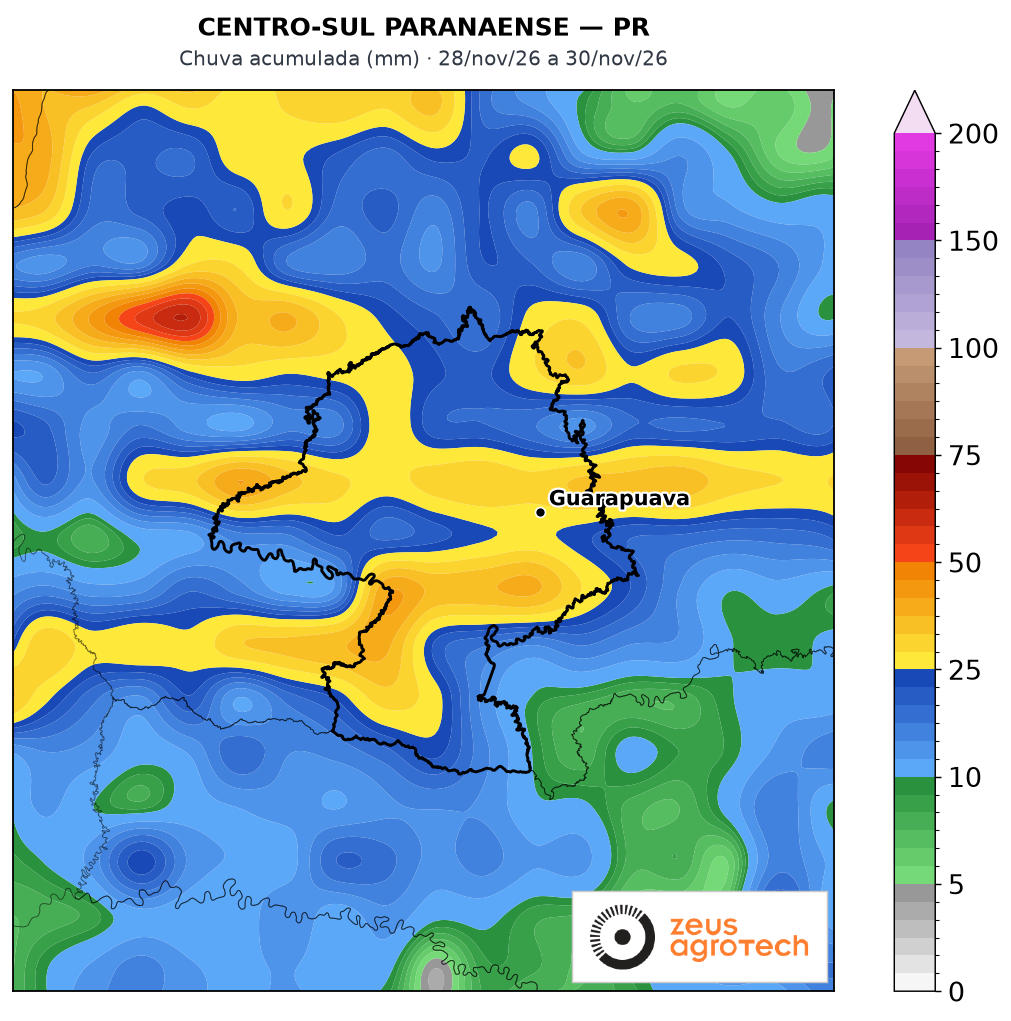 CENTRO-SUL PARANAENSE — PR
Chuva acumulada (mm) · 28/nov/26 a 30/nov/26
200
150
100
75
50
25
10
5
0
Guarapuava
zeus
agrotech